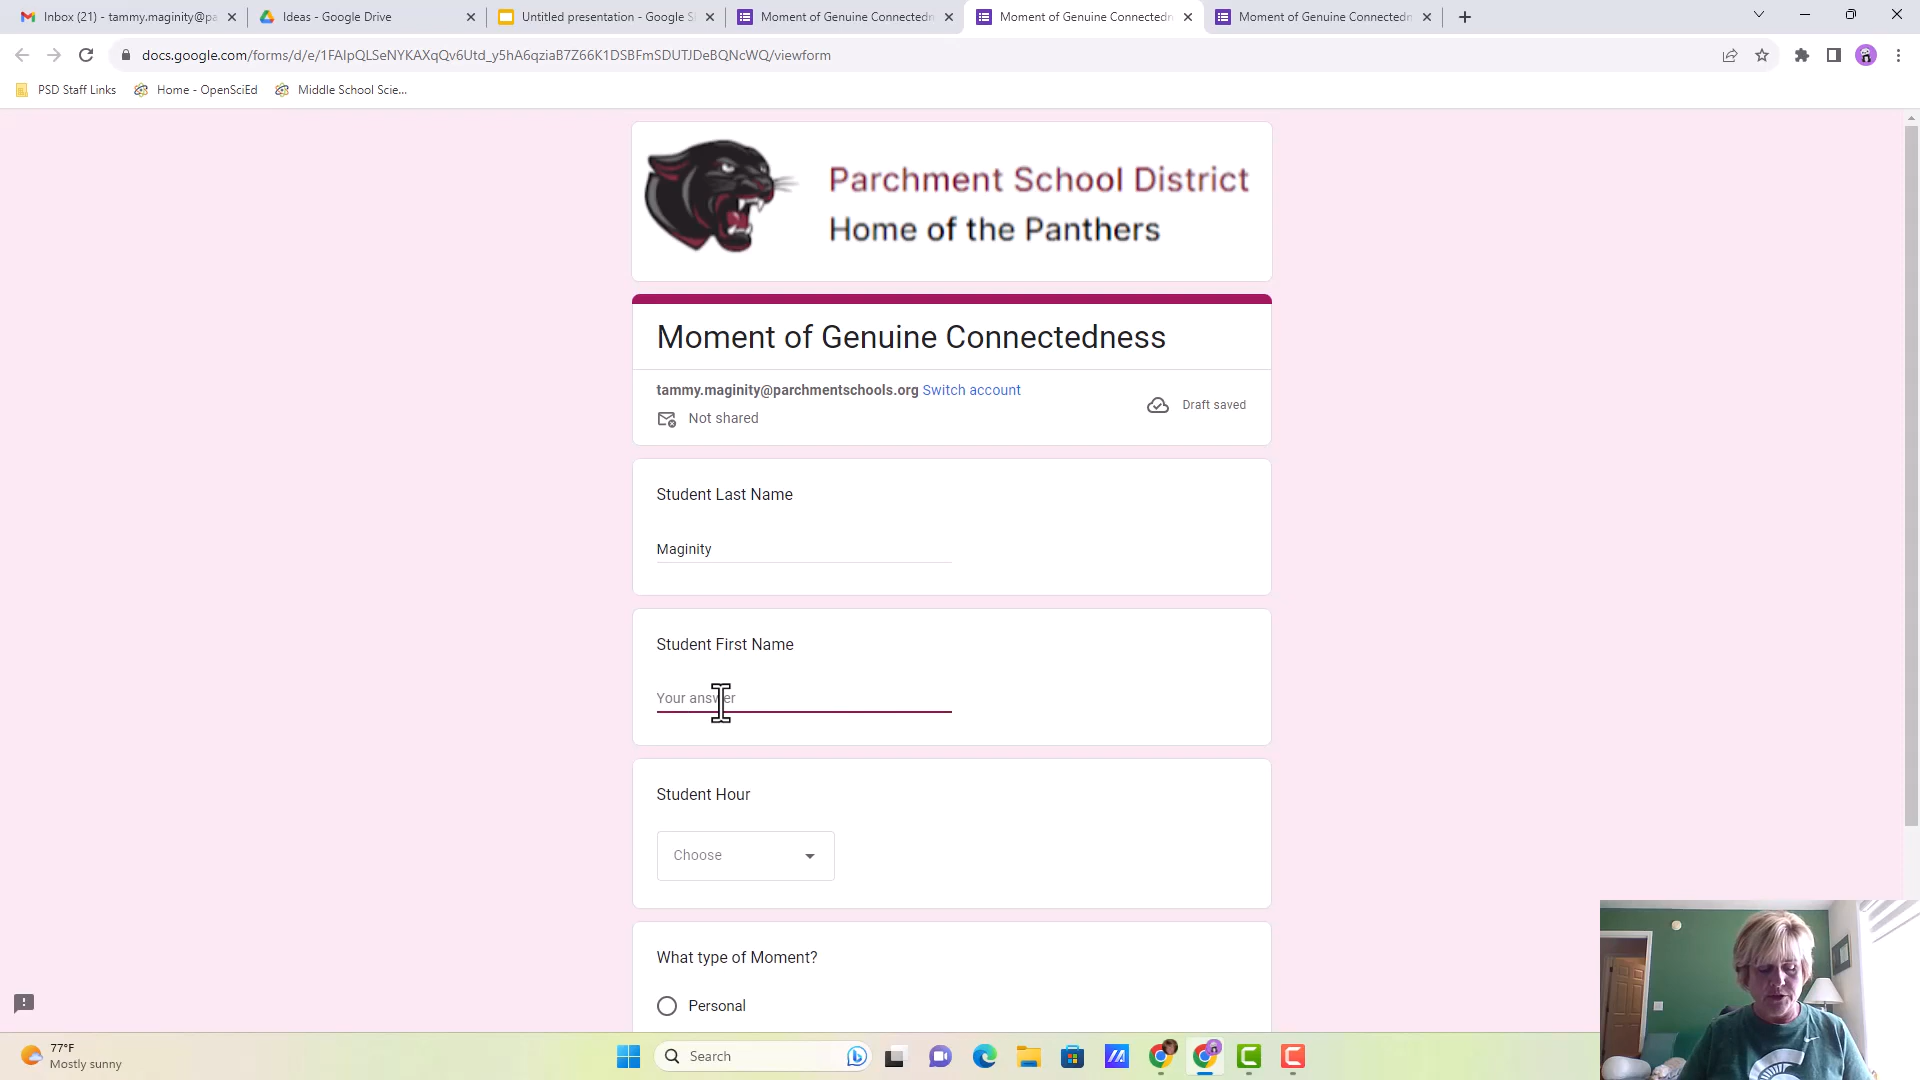 Inbox (21) - tammy.maginity@pa
Ideas - Google Drive
Untitled presentation - Google Sl
Moment of Genuine Connectedn
Moment of Genuine Connectedn
Moment of Genuine Connectedn
docs.google.com/forms/d/e/1FAIpQLSeNYKAXqQv6Utd_y5hA6qziaB7Z66K1DSBFmSDUTJDeBQNcWQ/viewform
PSD Staff Links
Home - OpenSciEd
Middle School Scie...
Parchment School District
Home of the Panthers
Moment of Genuine Connectedness
tammy.maginity@parchmentschools.org Switch account
Not shared
Draft saved
Student Last Name
Maginity
Student First Name
Your answer
Student Hour
Choose
What type of Moment?
Personal
77°F
Mostly sunny
Search